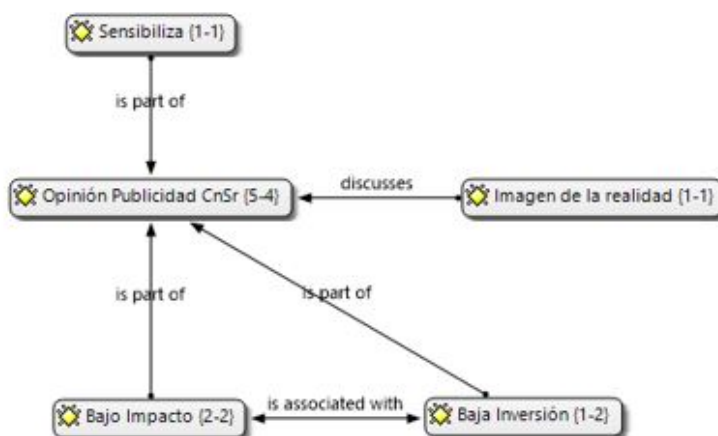 Sensibiliza {1-1}
is part of
Opinión Publicidad CnSr {5-4}
discusses
Imagen de la realidad {1-1}
is part of
is part of
Bajo Impacto {2-2}
is associated with
Baja Inversión {1-2}